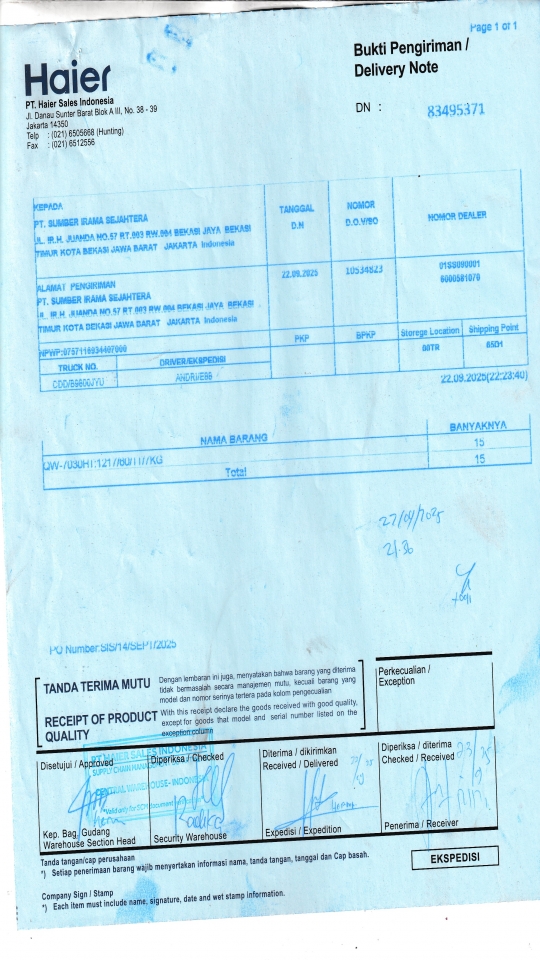 Page 1 of 1
Haier
Bukti Pengiriman /
Delivery Note
PT. Haier Sales Indonesia
Jl. Danau Sunter Barat Blok A III, No. 38 - 39
Jakarta 14350
Telp : (021) 6505668 (Hunting)
Fax : (021) 6512556
DN : 83495371
KEPADA
PT. SUMBER IRAMA SEJAHTERA
JL. IR.H. JUANDA NO.57 RT.003 RW.004 BEKASI JAYA BEKASI
TIMUR KOTA BEKASI JAWA BARAT JAKARTA Indonesia
TANGGAL
D.N
NOMOR
D.O.W/SO
NOMOR DEALER
ALAMAT PENGIRIMAN
PT. SUMBER IRAMA SEJAHTERA
JL. IR.H. JUANDA NO.57 RT.003 RW.004 BEKASI JAYA BEKASI
TIMUR KOTA BEKASI JAWA BARAT JAKARTA Indonesia
22.09.2025
10534823
PKP
BPKP
Storege Location
Shipping Point
TRUCK NO.
DRIVER/EKSPEDISI
22.09.2025(22:23:40)
NAMA BARANG
BANYAKNYA
15
Total
15
21.36
PO Number:SIS/14/SEPT/2025
TANDA TERIMA MUTU
Dengan lembaran ini juga, menyatakan bahwa barang yang diterima
tidak bermasalah secara manajemen mutu, kecuali barang yang
model dan nomor serinya tertera pada kolom pengecualian
RECEIPT OF PRODUCT
QUALITY
With this receipt declare the goods received with good quality,
except for goods that model and serial number listed on the
exception column
Perkecualian /
Exception
PT HAIER SALES INDONESIA
CENTRAL WAREHOUSE- INDONESIA
Disetujui / Approved
Diperiksa / Checked
Diterima / dikirimkan
Received / Delivered
Diperiksa / diterima
Checked / Received
Kep. Bag. Gudang
Warehouse Section Head
Security Warehouse
Expedisi / Expedition
Penerima / Receiver
Tanda tangan/cap perusahaan
*) Setiap penerimaan barang wajib menyertakan informasi nama, tanda tangan, tanggal dan Cap basah.
EKSPEDISI
Company Sign / Stamp
*) Each item must include name, signature, date and wet stamp information.